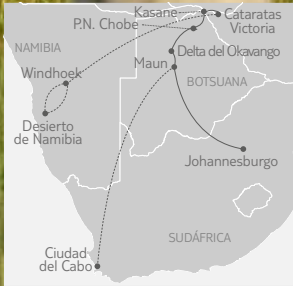 Kasane
Cataratas
Victoria
P.N. Chobe
NAMIBIA
Delta del Okavango
Windhoek
Maun
BOTSUANA
Desierto
de Namibia
Johannesburgo
SUDÁFRICA
Ciudad
del Cabo